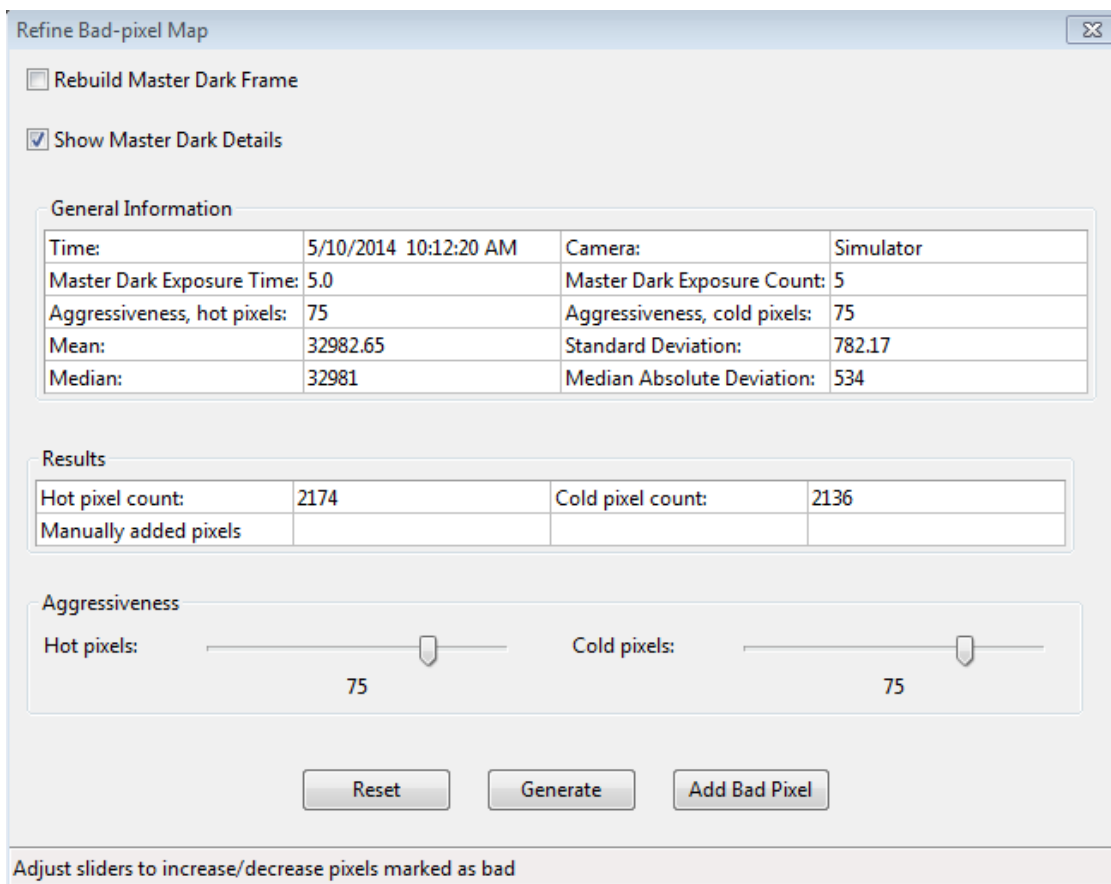 Refine Bad-pixel Map
Rebuild Master Dark Frame
Show Master Dark Details
General Information
Time: 5/10/2014 10:12:20 AM Camera: Simulator
Master Dark Exposure Time: 5.0 Master Dark Exposure Count: 5
Aggressiveness, hot pixels: 75 Aggressiveness, cold pixels: 75
Mean: 32982.65 Standard Deviation: 782.17
Median: 32981 Median Absolute Deviation: 534
Results
Hot pixel count: 2174 Cold pixel count: 2136
Manually added pixels
Aggressiveness
Hot pixels: Cold pixels:
75 75
Reset Generate Add Bad Pixel
Adjust sliders to increase/decrease pixels marked as bad